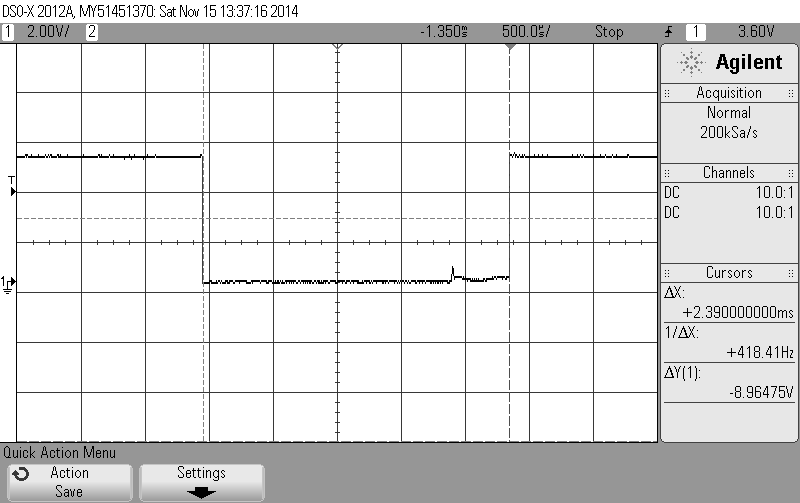 DSO-X 2012A, MY51451370: Sat Nov 15 13:37:16 2014
1 2.00V/ 2 -1.350ms 500.0us/ Stop 1 3.60V
T
1
Agilent
Acquisition
Normal
200kSa/s
Channels
DC 10.0:1
DC 10.0:1
Cursors
ΔX:
+2.390000000ms
1/ΔX:
+418.41Hz
ΔY(1):
-8.96475V
Quick Action Menu
Action
Save
Settings